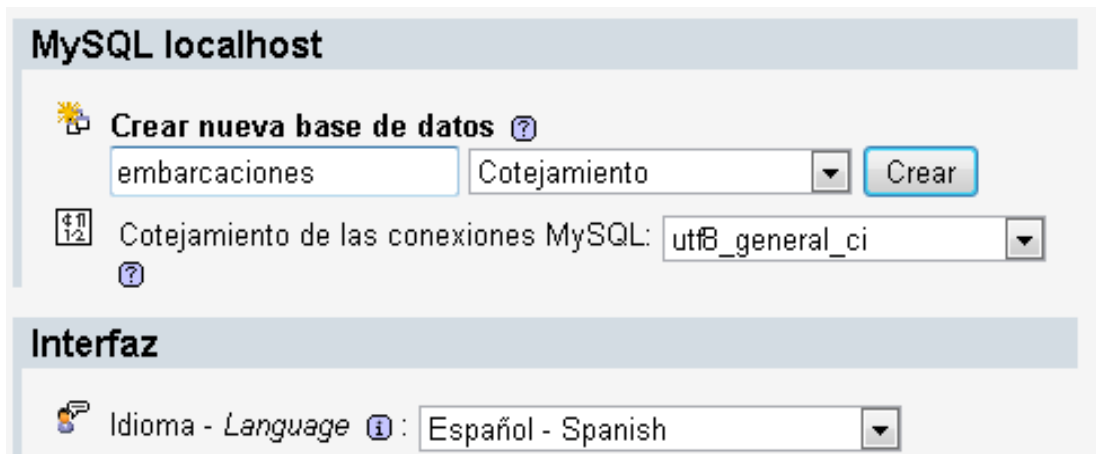 MySQL localhost
Crear nueva base de datos
embarcaciones Cotejamiento Crear
Cotejamiento de las conexiones MySQL: utf8_general_ci
Interfaz
Idioma - Language : Español - Spanish